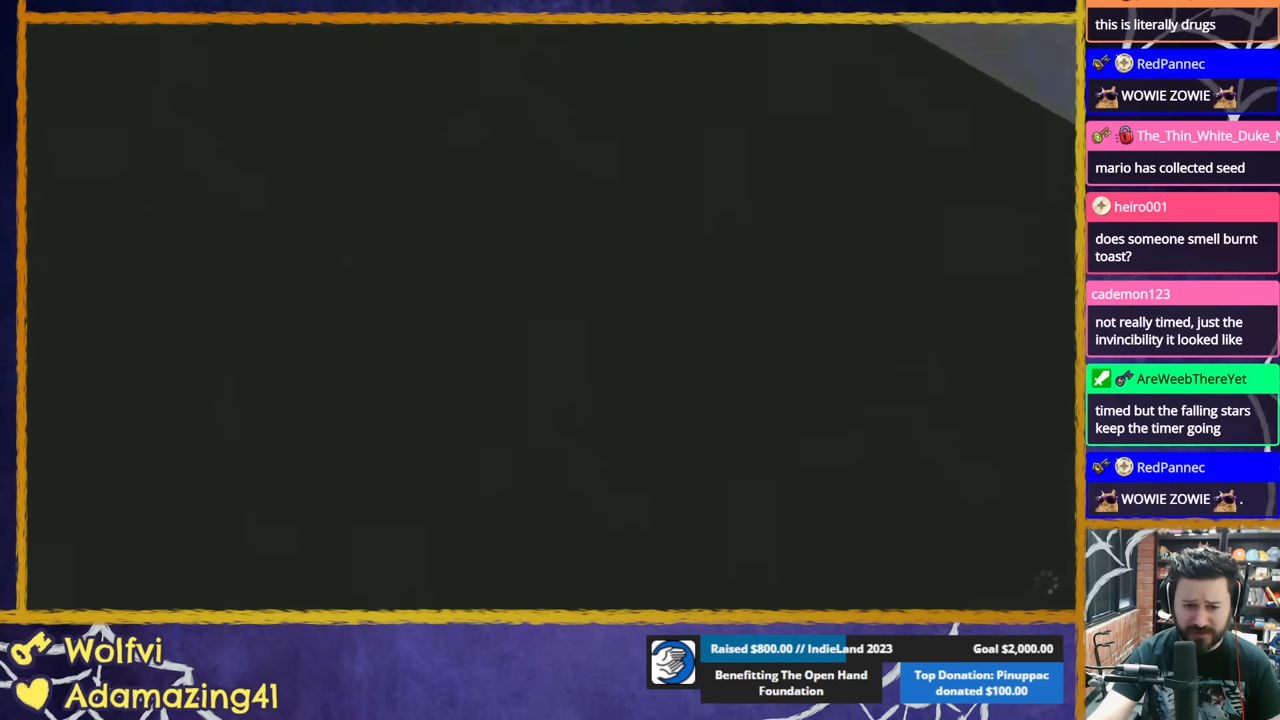 this is literally drugs
RedPannec
WOWIE ZOWIE
The_Thin_White_Duke_
mario has collected seed
heiro001
does someone smell burnt
toast?
cademon123
not really timed, just the
invincibility it looked like
AreWeebThereYet
timed but the falling stars
keep the timer going
RedPannec
WOWIE ZOWIE .
Wolfvi
Adamazing41
Raised $800.00 // IndieLand 2023 Goal $2,000.00
Benefitting The Open Hand
Foundation
Top Donation: Pinuppac
donated $100.00